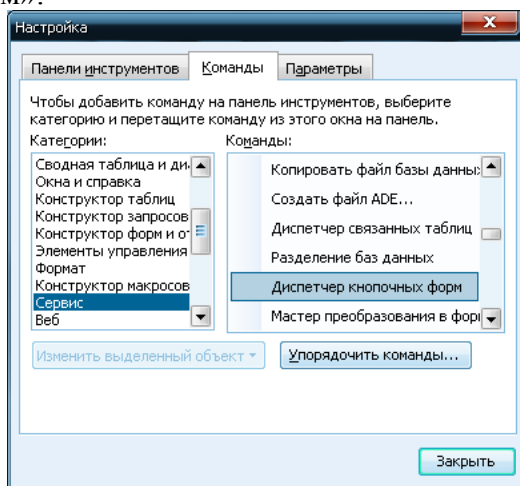 м».
Настройка
Панели инструментов Команды Параметры
Чтобы добавить команду на панель инструментов, выберите
категорию и перетащите команду из этого окна на панель.
Категории: Команды:
Сводная таблица и ди
Окна и справка
Конструктор таблиц
Конструктор запросов
Конструктор форм и от
Элементы управления
Формат
Конструктор макросов
Сервис
Веб
Копировать файл базы данны
Создать файл ADE...
Диспетчер связанных таблиц
Разделение баз данных
Диспетчер кнопочных форм
Мастер преобразования в фор
Изменить выделенный объект Упорядочить команды...
Закрыть